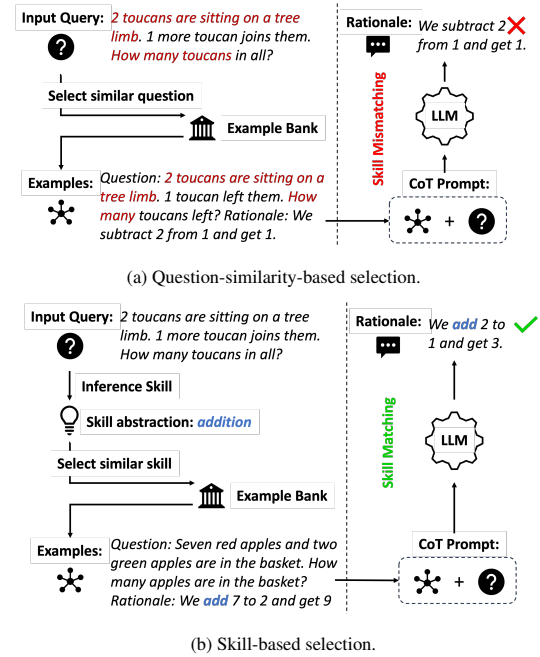 Input Query:
2 toucans are sitting on a tree
limb. 1 more toucan joins them.
How many toucans in all?
Select similar question
Example Bank
Examples:
Question: 2 toucans are sitting on a
tree limb. 1 toucan left them. How
many toucans left? Rationale: We
subtract 2 from 1 and get 1.
Rationale:
We subtract 2
from 1 and get 1.
Skill Mismatching
LLM
CoT Prompt:
+
(a) Question-similarity-based selection.
Input Query:
2 toucans are sitting on a tree
limb. 1 more toucan joins them.
How many toucans in all?
Inference Skill
Skill abstraction: addition
Select similar skill
Example Bank
Examples:
Question: Seven red apples and two
green apples are in the basket. How
many apples are in the basket?
Rationale: We add 7 to 2 and get 9
Rationale:
We add 2 to
1 and get 3.
Skill Matching
LLM
CoT Prompt:
+
(b) Skill-based selection.